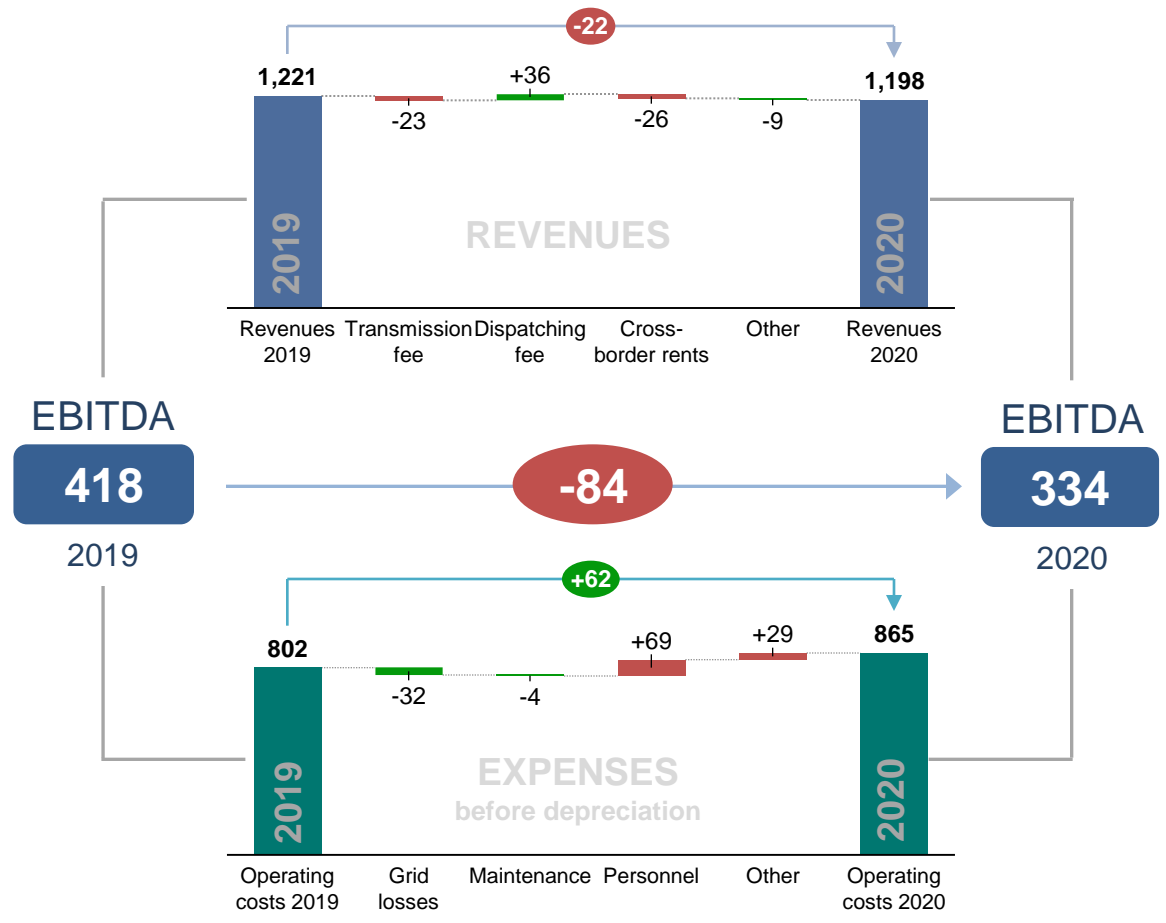 -22
1,221
+36
1,198
-23
-26
-9
2019
REVENUES
2020
Revenues 2019
Transmission fee
Dispatching fee
Cross-border rents
Other
Revenues 2020
EBITDA
418
2019
-84
EBITDA
334
2020
+62
802
+69
+29
865
-32
-4
2019
EXPENSES
before depreciation
2020
Operating costs 2019
Grid losses
Maintenance
Personnel
Other
Operating costs 2020